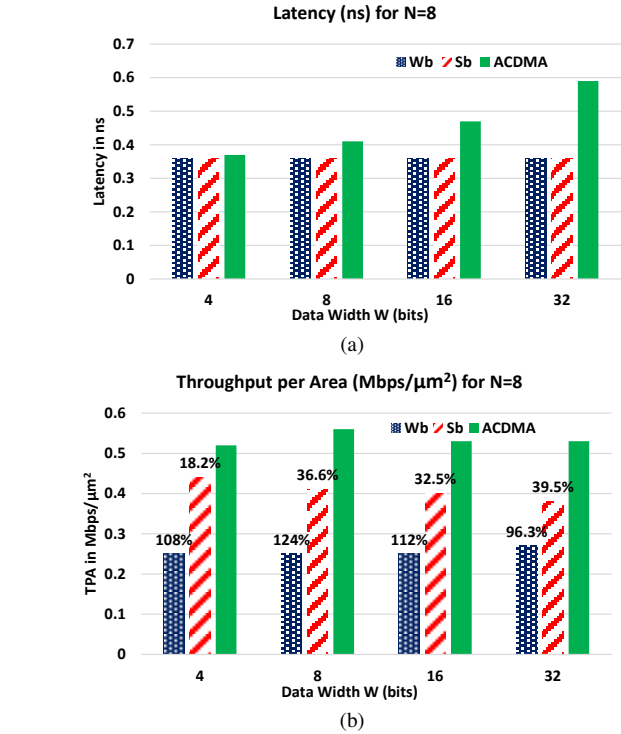 Latency (ns) for N=8
Latency in ns
0.7
0.6
0.5
0.4
0.3
0.2
0.1
0
Wb Sb ACDMA
4 8 16 32
Data Width W (bits)
(a)
Throughput per Area (Mbps/µm²) for N=8
TPA in Mbps/µm²
0.6
0.5
0.4
0.3
0.2
0.1
0
Wb Sb ACDMA
108% 18.2% 124% 36.6% 112% 32.5% 96.3% 39.5%
4 8 16 32
Data Width W (bits)
(b)